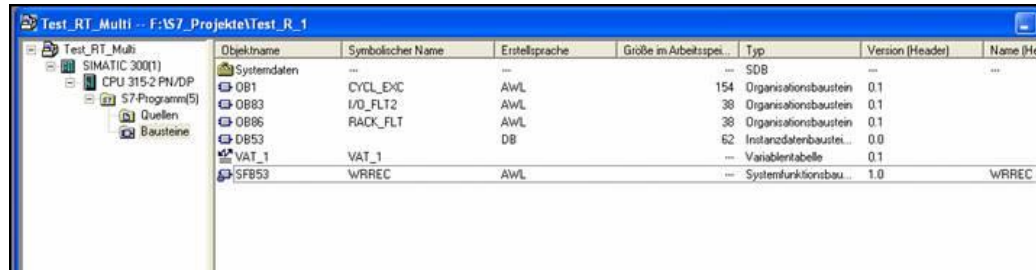 Test_RT_Multi -- F:\S7_Projekte\Test_R_1
Test_RT_Multi
SIMATIC 300(1)
CPU 315-2 PN/DP
S7-Programm(5)
Quellen
Bausteine
Objektname Symbolischer Name Erstellsprache Größe im Arbeitsspei... Typ Version (Header) Name (He
Systemdaten --- --- --- SDB --- ---
OB1 CYCL_EXC AWL 154 Organisationsbaustein 0.1
OB83 I/O_FLT2 AWL 38 Organisationsbaustein 0.1
OB86 RACK_FLT AWL 38 Organisationsbaustein 0.1
DB53 DB 62 Instanzdatenbaustei... 0.0
VAT_1 VAT_1 --- Variablentabelle 0.1
SFB53 WRREC AWL --- Systemfunktionsbau... 1.0 WRREC